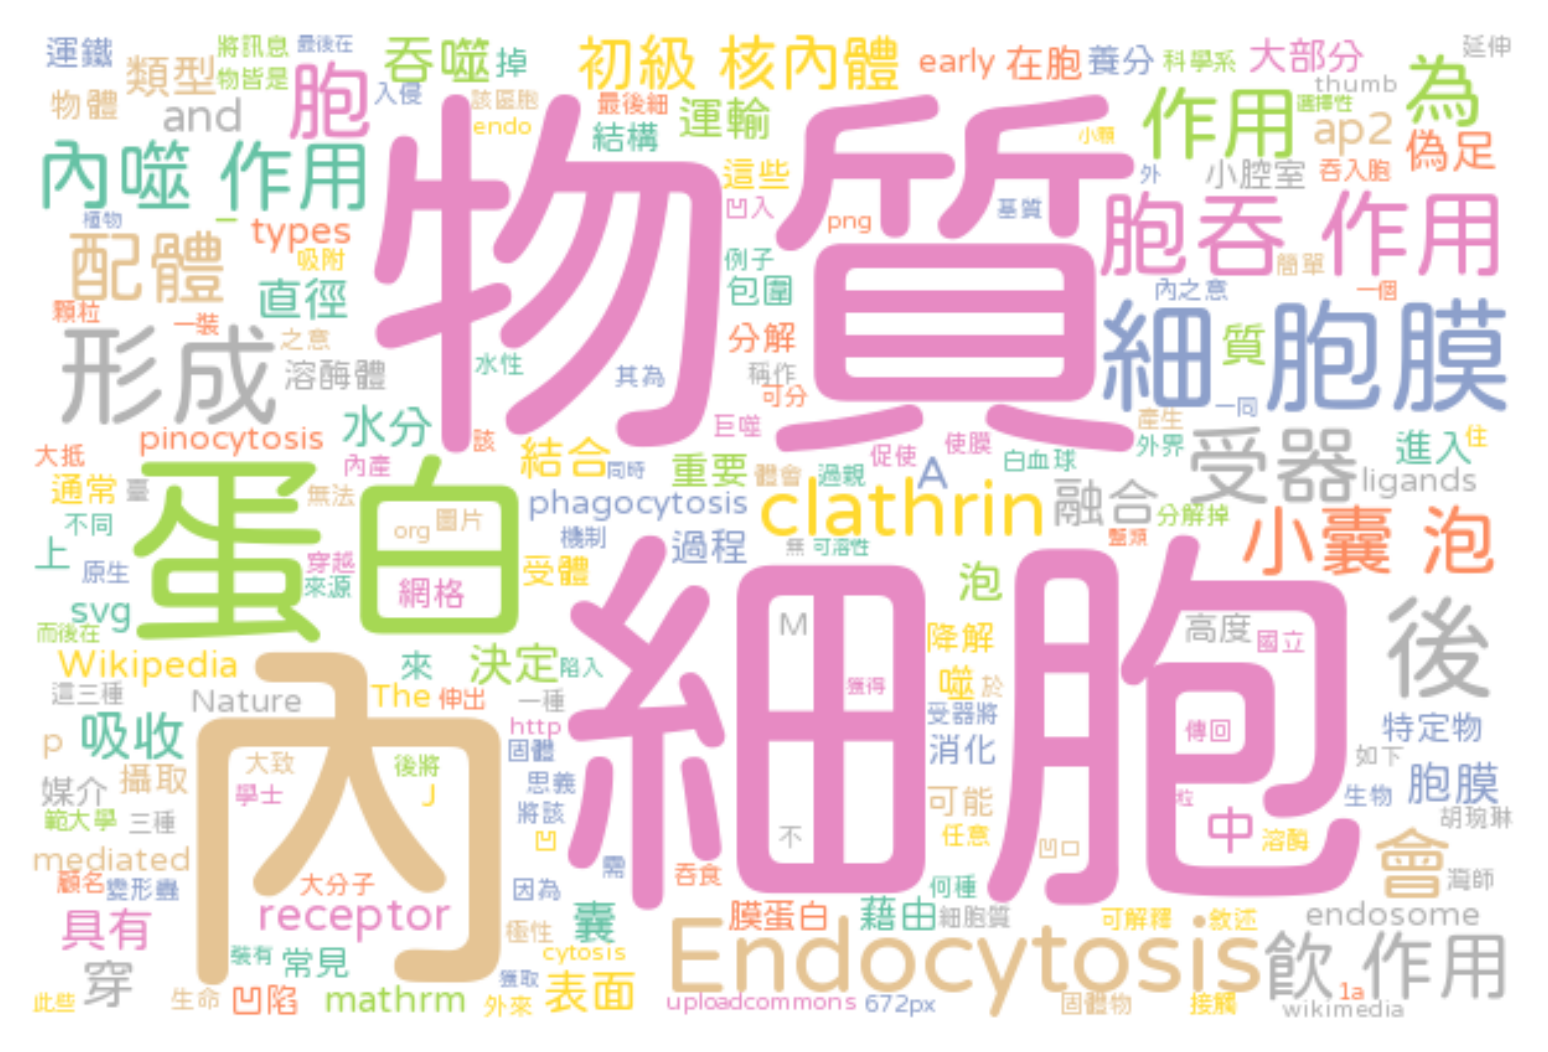 運鐵 類型 將訊息 最後在 吞噬 掉 初級 核內體 early 在胞 養分 科學系 大部分 延伸
物體 and 物皆是 胞 入侵 該區胞 endo 最後細 運輸 結構 小顆 作用 選擇性 thumb 為 ap2 偽足
內噬 作用 物質 這些 外 小腔室 吞入胞
植物 types 一 凹入 png 基質 胞吞 作用
配體 吸附 直徑 例子 包圍 簡單 內之意 一個
顆粒 一裝 之意 分解 細 胞膜 質
形成 溶酶體 水性 其為 稱作 可分 一同
大抵 pinocytosis 水分 該 巨噬 使膜 產生 外界 受器 進入 住
通常 臺 內產 結合 同時 重要 體會 過親 促使 A 白血球 ligands
不同 無法 蛋白 org 圖片 phagocytosis clathrin 融合 分解掉 小囊 泡
上 原生 穿越 來源 網格 機制 受體 過程 無 可溶性 醣類
svg 而後在 細胞 泡 M 降解 高度 國立 後
Wikipedia 來 決定 陷入 噬 於 獲得
這三種 Nature The 伸出 一種 http 受器將 傳回 特定物
p 吸收 內 大致 後將 固體 消化 如下
媒介 攝取 學士 J 思義 將該 可能 粒 生物 胞膜
範大學 三種 凹 不 任意 凹口 中 溶酶 胡琬琳
mediated 大分子 需 吞食 會
顧名 變形蟲 因為 何種 灣師
具有 receptor 極性 囊 膜蛋白 藉由 細胞質 可解釋 敘述 endosome
穿 裝有 常見 cytosis Endocytosis 飲 作用
此些 生命 凹陷 mathrm 獲取 外來 表面 uploadcommons 672px 固體物 接觸 1a wikimedia